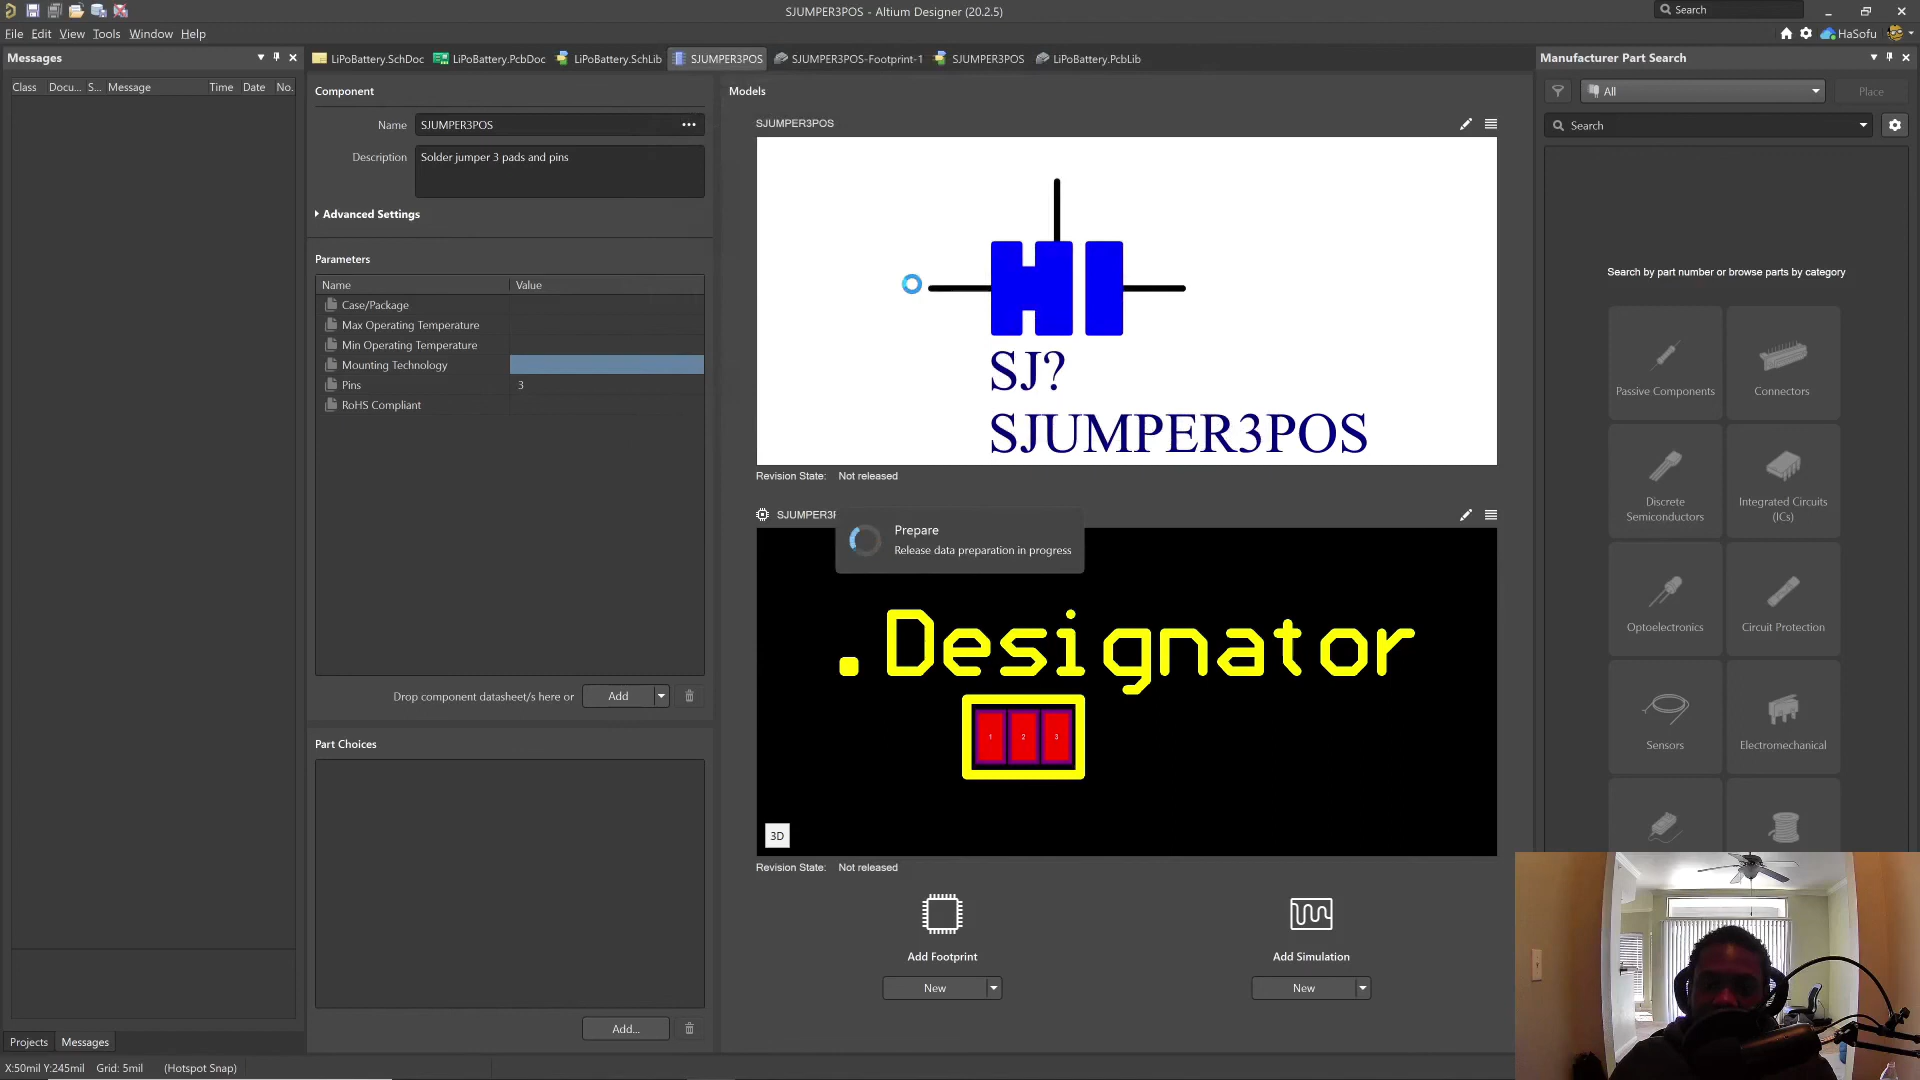 SJUMPER3POS - Altium Designer (20.2.5)
Search
File Edit View Tools Window Help
HaSofu
Messages
LiPoBattery.SchDoc LiPoBattery.PcbDoc LiPoBattery.SchLib SJUMPER3POS SJUMPER3POS-Footprint-1 SJUMPER3POS LiPoBattery.PcbLib
Manufacturer Part Search
Class Docu... S... Message Time Date No.
Component
Name SJUMPER3POS
Description Solder jumper 3 pads and pins
Advanced Settings
Parameters
Name Value
Case/Package
Max Operating Temperature
Min Operating Temperature
Mounting Technology
Pins 3
RoHS Compliant
Drop component datasheet/s here or Add
Part Choices
Add...
Models
SJUMPER3POS
SJ?
SJUMPER3POS
Revision State: Not released
SJUMPER3P
Prepare
Release data preparation in progress
.Designator
1 2 3
3D
Revision State: Not released
Add Footprint
New
Add Simulation
New
All
Place
Search
Search by part number or browse parts by category
Passive Components
Connectors
Discrete
Semiconductors
Integrated Circuits
(ICs)
Optoelectronics
Circuit Protection
Sensors
Electromechanical
Projects Messages
X:50mil Y:245mil Grid: 5mil (Hotspot Snap)